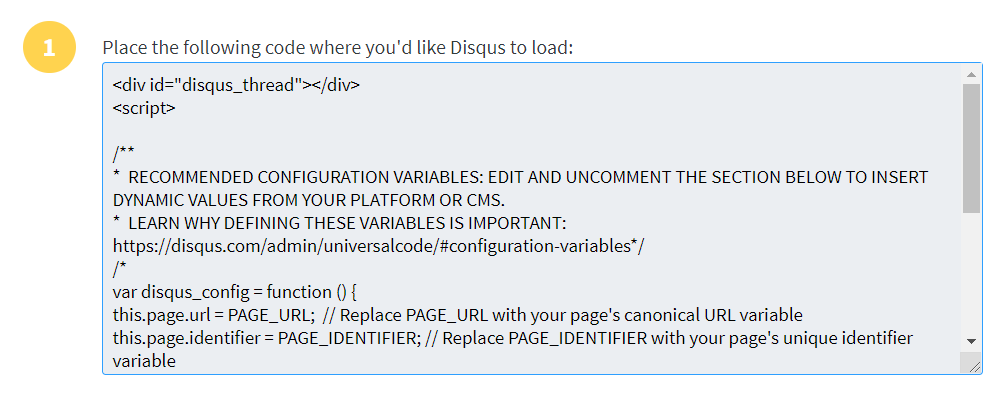 1
Place the following code where you'd like Disqus to load:
<div id="disqus_thread"></div>
<script>
/**
*  RECOMMENDED CONFIGURATION VARIABLES: EDIT AND UNCOMMENT THE SECTION BELOW TO INSERT
DYNAMIC VALUES FROM YOUR PLATFORM OR CMS.
*  LEARN WHY DEFINING THESE VARIABLES IS IMPORTANT:
https://disqus.com/admin/universalcode/#configuration-variables*/
/*
var disqus_config = function () {
this.page.url = PAGE_URL;  // Replace PAGE_URL with your page's canonical URL variable
this.page.identifier = PAGE_IDENTIFIER; // Replace PAGE_IDENTIFIER with your page's unique identifier
variable